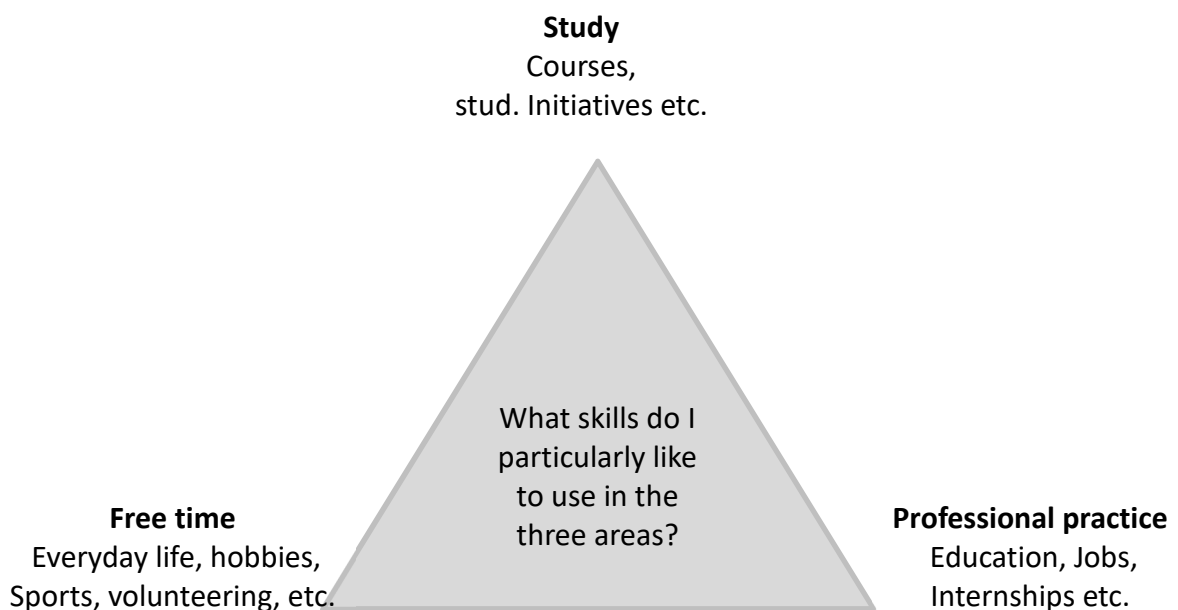 Study
Courses,
stud. Initiatives etc.
What skills do I
particularly like
to use in the
three areas?
Free time
Everyday life, hobbies,
Sports, volunteering, etc.
Professional practice
Education, Jobs,
Internships etc.